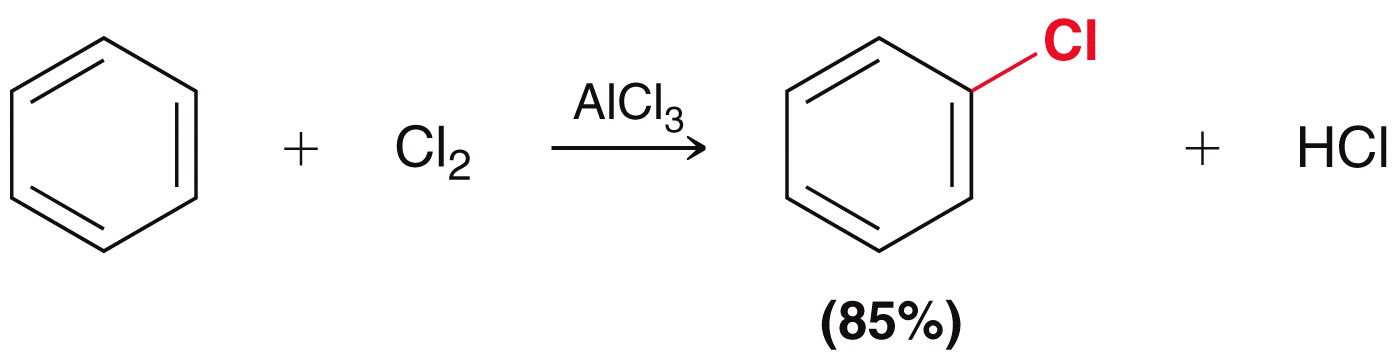 Cl
AlCl₃
+ Cl₂ + HCl
(85%)